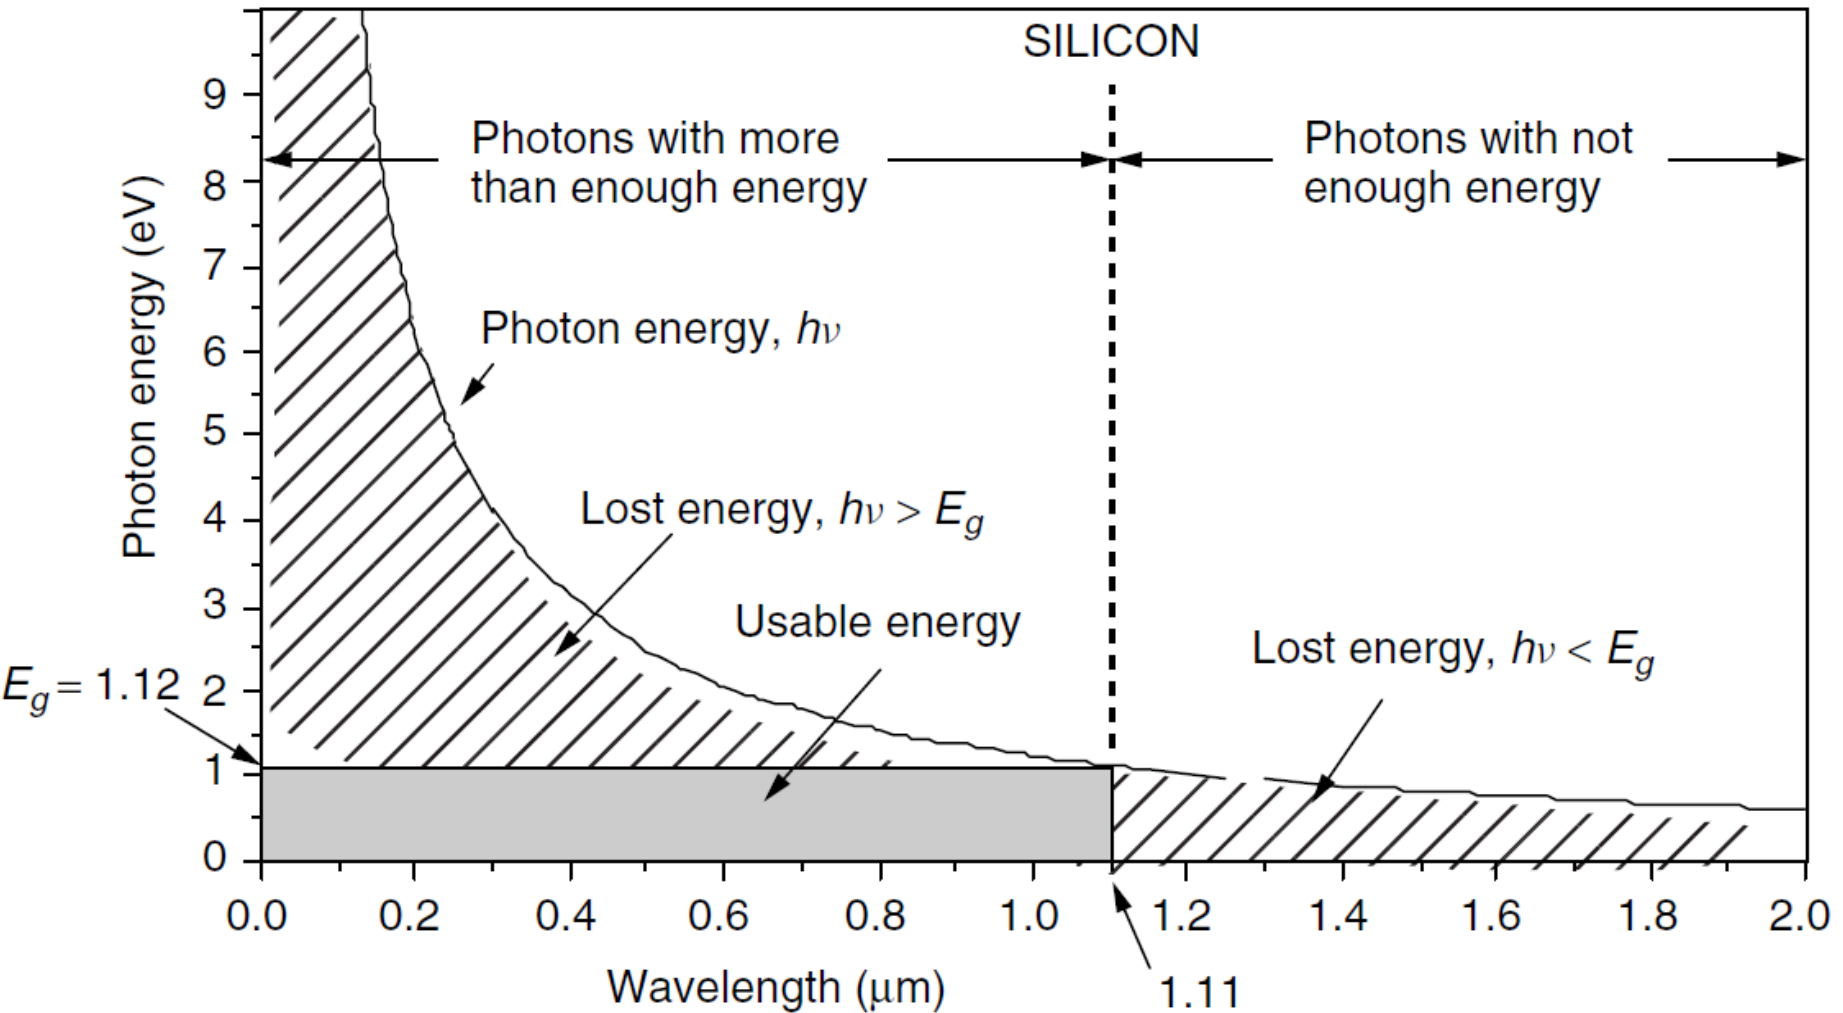 SILICON
Photons with more
than enough energy
Photons with not
enough energy
Photon energy, hν
Lost energy, hν > Eg
Usable energy
Lost energy, hν < Eg
Eg = 1.12
Photon energy (eV)
9
8
7
6
5
4
3
2
1
0
0.0 0.2 0.4 0.6 0.8 1.0 1.2 1.4 1.6 1.8 2.0
Wavelength (μm)
1.11